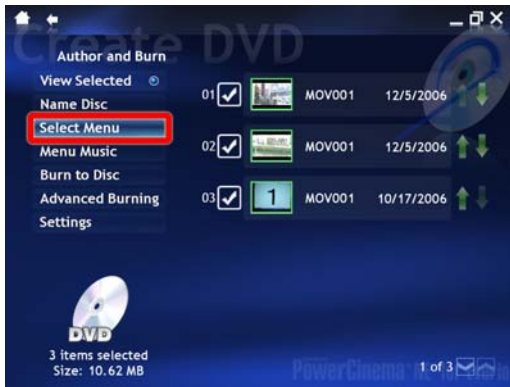 Create DVD
Author and Burn
View Selected
Name Disc
Select Menu
Menu Music
Burn to Disc
Advanced Burning
Settings
01 MOV001 12/5/2006
02 MOV001 12/5/2006
03 1 MOV001 10/17/2006
DVD
3 items selected
Size: 10.62 MB
PowerCinema
1 of 3